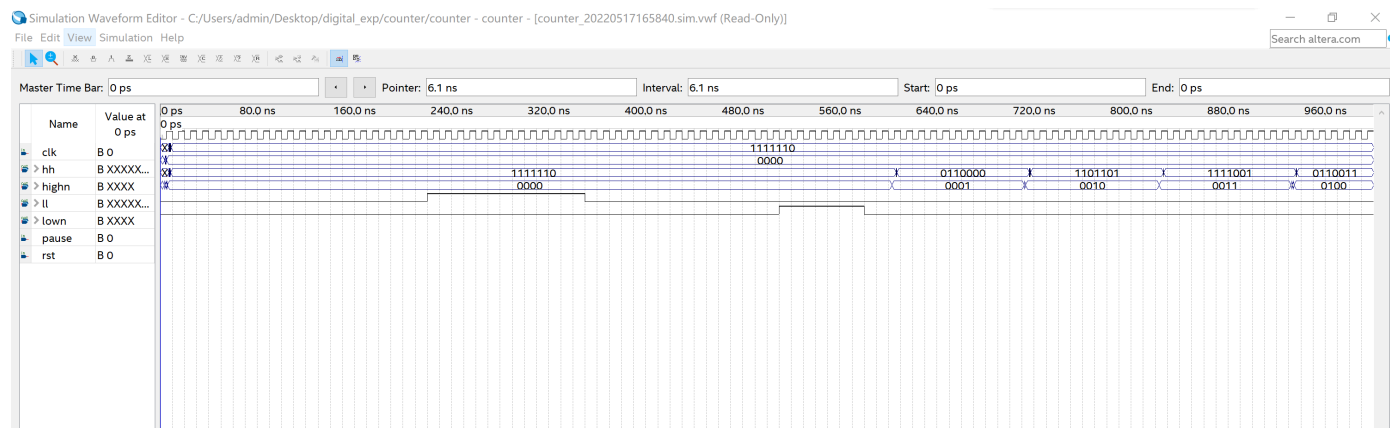 Simulation Waveform Editor - C:/Users/admin/Desktop/digital_exp/counter/counter - counter - [counter_20220517165840.sim.vwf (Read-Only)]
File Edit View Simulation Help
Search altera.com
Master Time Bar: 0 ps Pointer: 6.1 ns Interval: 6.1 ns Start: 0 ps End: 0 ps
Name Value at 0 ps
0 ps 80.0 ns 160.0 ns 240.0 ns 320.0 ns 400.0 ns 480.0 ns 560.0 ns 640.0 ns 720.0 ns 800.0 ns 880.0 ns 960.0 ns
0 ps
clk B 0 1111110
hh B XXXXX... 0000
highn B XXXX 1111110 0110000 1101101 1111001 0110011
ll B XXXXX... 0000 0001 0010 0011 0100
lown B XXXX
pause B 0
rst B 0